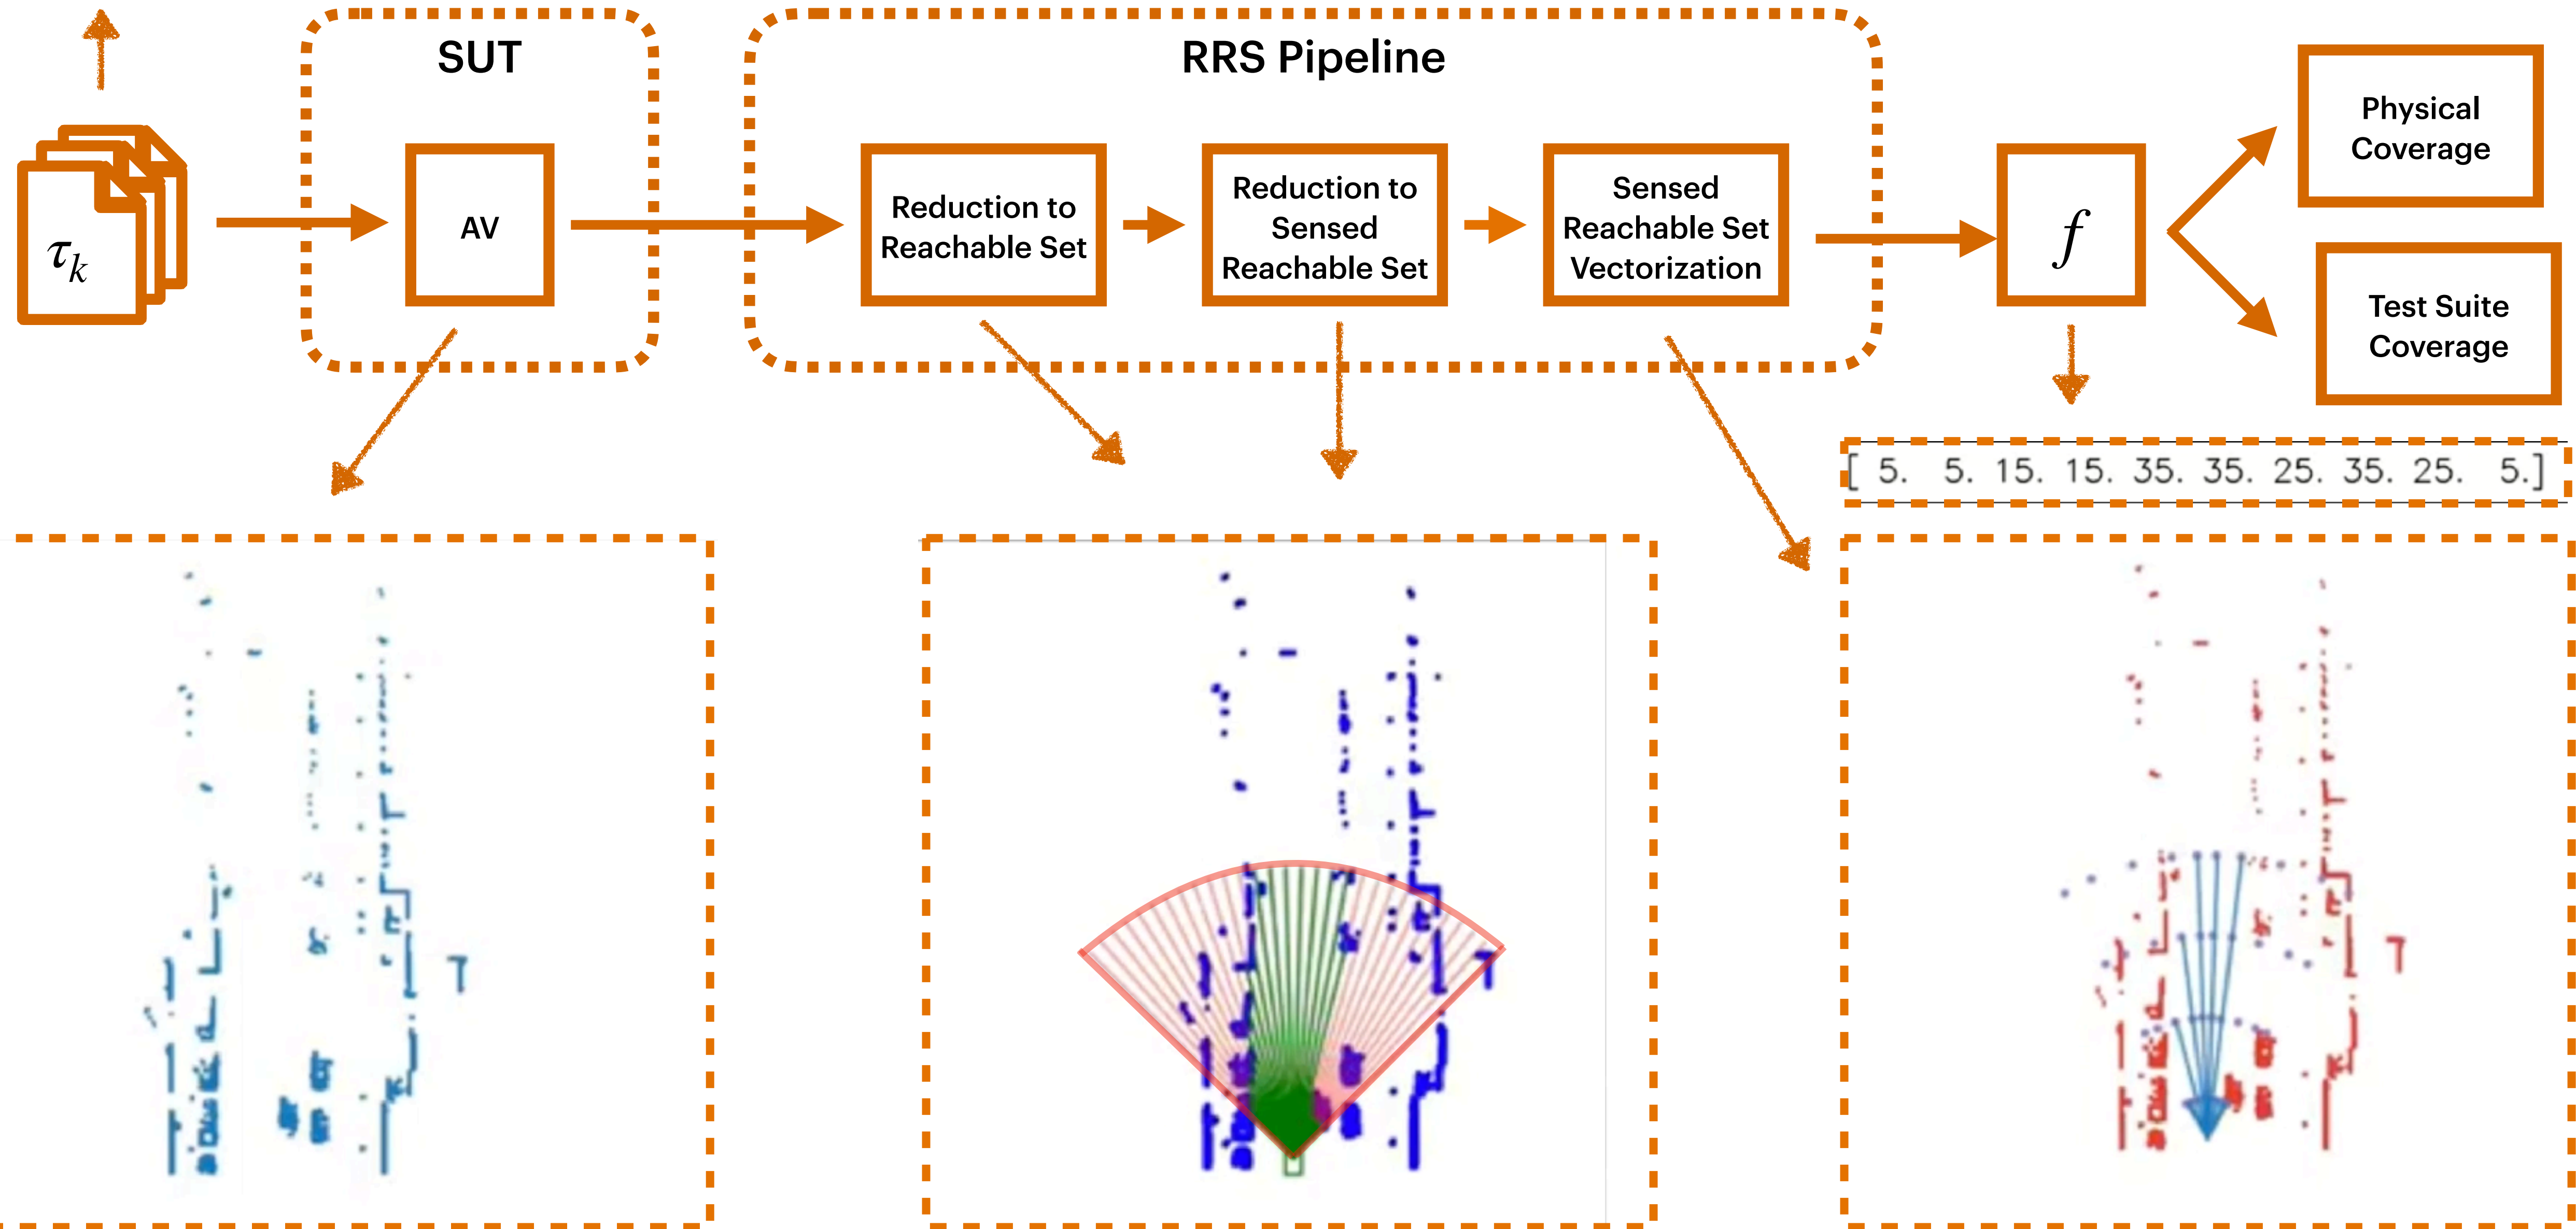 SUT
RRS Pipeline
τk
AV
Reduction to
Reachable Set
Reduction to
Sensed
Reachable Set
Sensed
Reachable Set
Vectorization
f
Physical
Coverage
Test Suite
Coverage
[ 5. 5. 15. 15. 35. 35. 25. 35. 25. 5.]